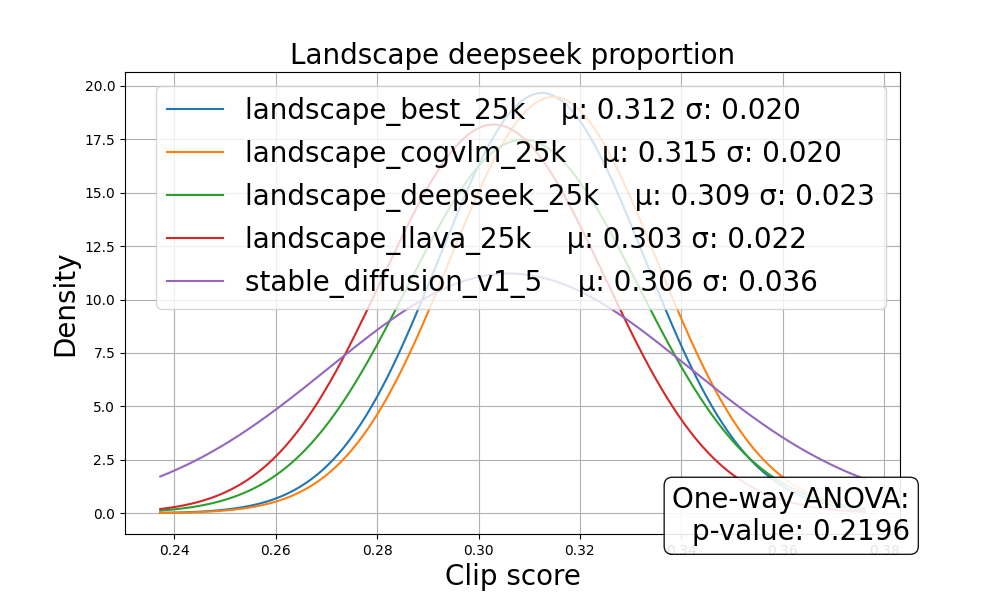 Landscape deepseek proportion
20.0
17.5
15.0
12.5
10.0
7.5
5.0
2.5
0.0
Density
landscape_best_25k μ: 0.312 σ: 0.020
landscape_cogvlm_25k μ: 0.315 σ: 0.020
landscape_deepseek_25k μ: 0.309 σ: 0.023
landscape_llava_25k μ: 0.303 σ: 0.022
stable_diffusion_v1_5 μ: 0.306 σ: 0.036
One-way ANOVA:
p-value: 0.2196
0.24 0.26 0.28 0.30 0.32 0.34 0.36 0.38
Clip score